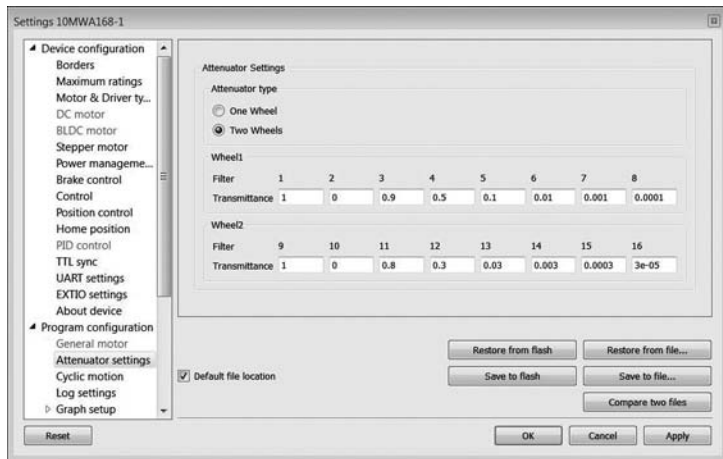 Settings 10MWA168-1
Device configuration
Borders
Maximum ratings
Motor & Driver ty...
DC motor
BLDC motor
Stepper motor
Power manageme...
Brake control
Control
Position control
Home position
PID control
TTL sync
UART settings
EXTIO settings
About device
Program configuration
General motor
Attenuator settings
Cyclic motion
Log settings
Graph setup
Attenuator Settings
Attenuator type
One Wheel
Two Wheels
Wheel1
Filter 1 2 3 4 5 6 7 8
Transmittance 1 0 0.9 0.5 0.1 0.01 0.001 0.0001
Wheel2
Filter 9 10 11 12 13 14 15 16
Transmittance 1 0 0.8 0.3 0.03 0.003 0.0003 3e-05
Restore from flash Restore from file...
Default file location Save to flash Save to file...
Compare two files
Reset OK Cancel Apply